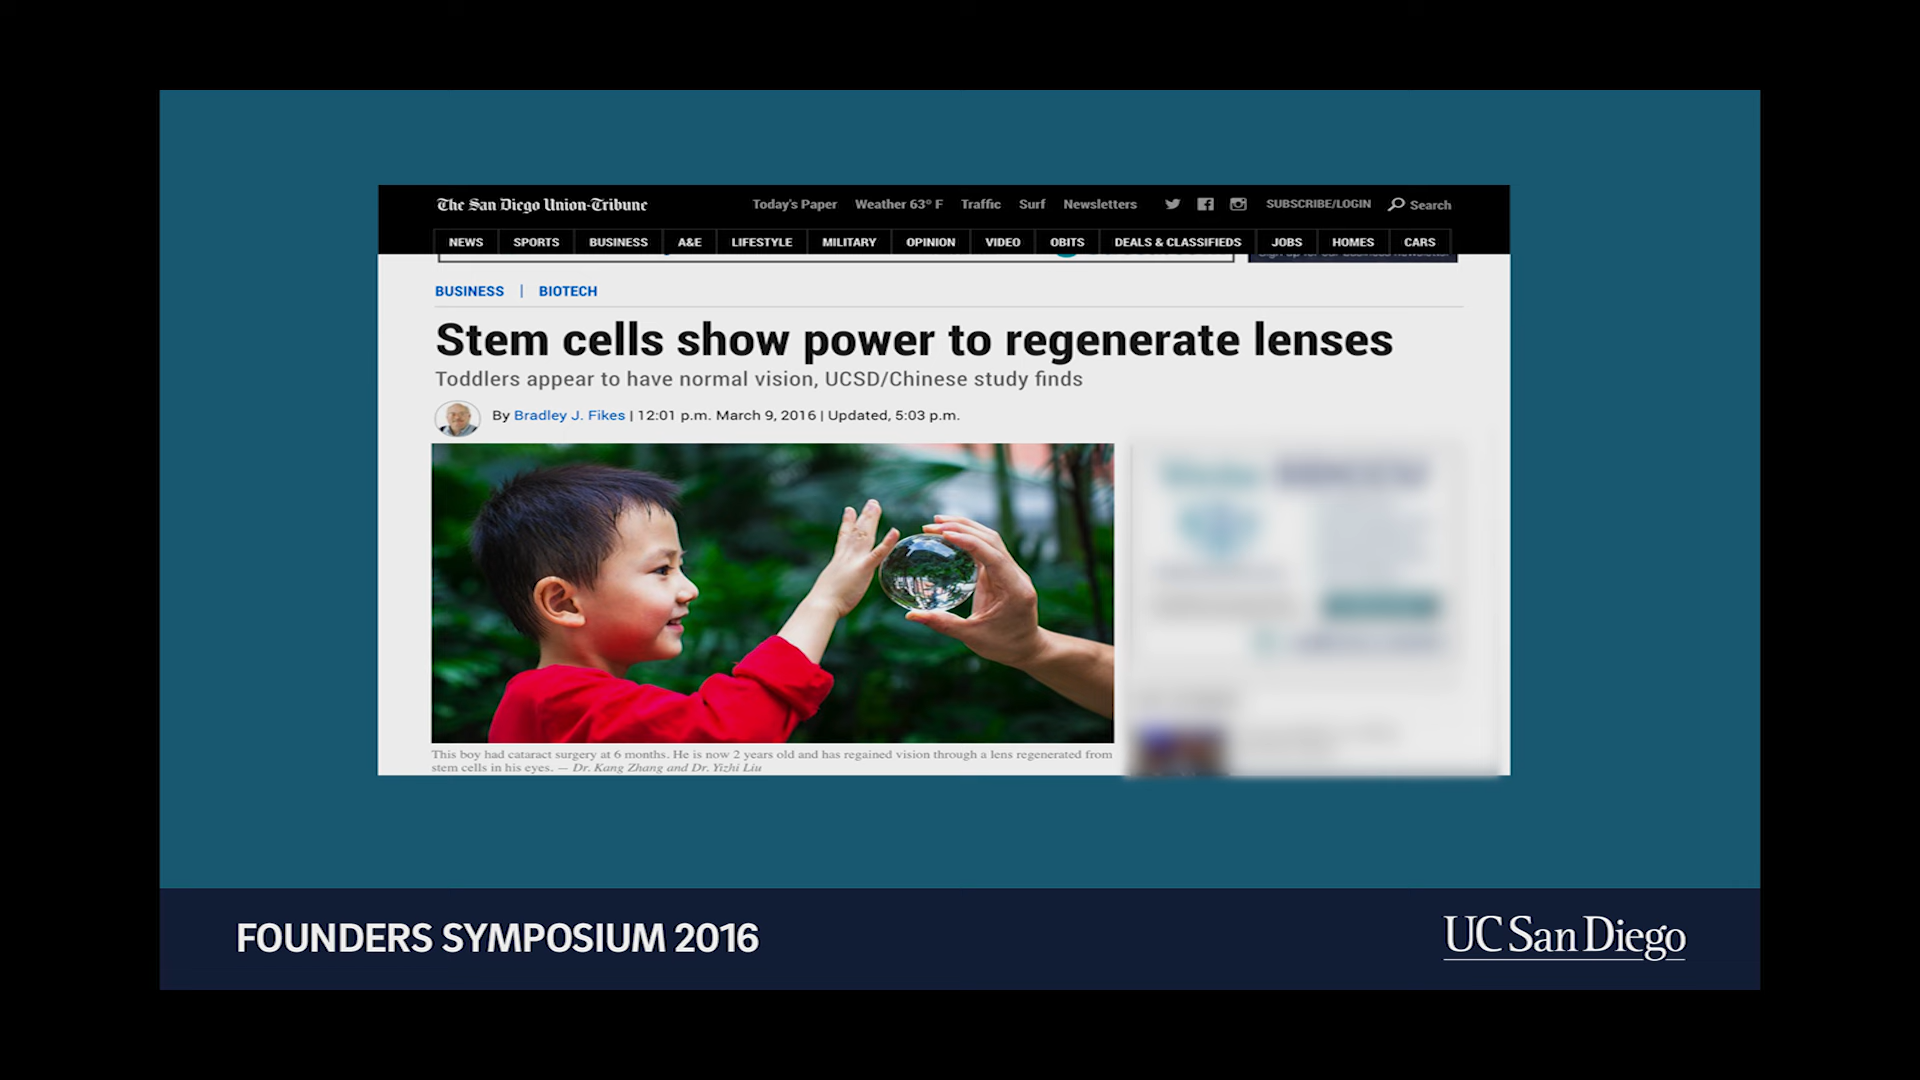 The San Diego Union-Tribune
Today's Paper Weather 63° F Traffic Surf Newsletters SUBSCRIBE/LOGIN Search
NEWS SPORTS BUSINESS A&E LIFESTYLE MILITARY OPINION VIDEO OBITS DEALS & CLASSIFIEDS JOBS HOMES CARS
BUSINESS | BIOTECH
Stem cells show power to regenerate lenses
Toddlers appear to have normal vision, UCSD/Chinese study finds
By Bradley J. Fikes | 12:01 p.m. March 9, 2016 | Updated, 5:03 p.m.
This boy had cataract surgery at 6 months. He is now 2 years old and has regained vision through a lens regenerated from
stem cells in his eyes. — Dr. Kang Zhang and Dr. Yizhi Liu
FOUNDERS SYMPOSIUM 2016
UC San Diego